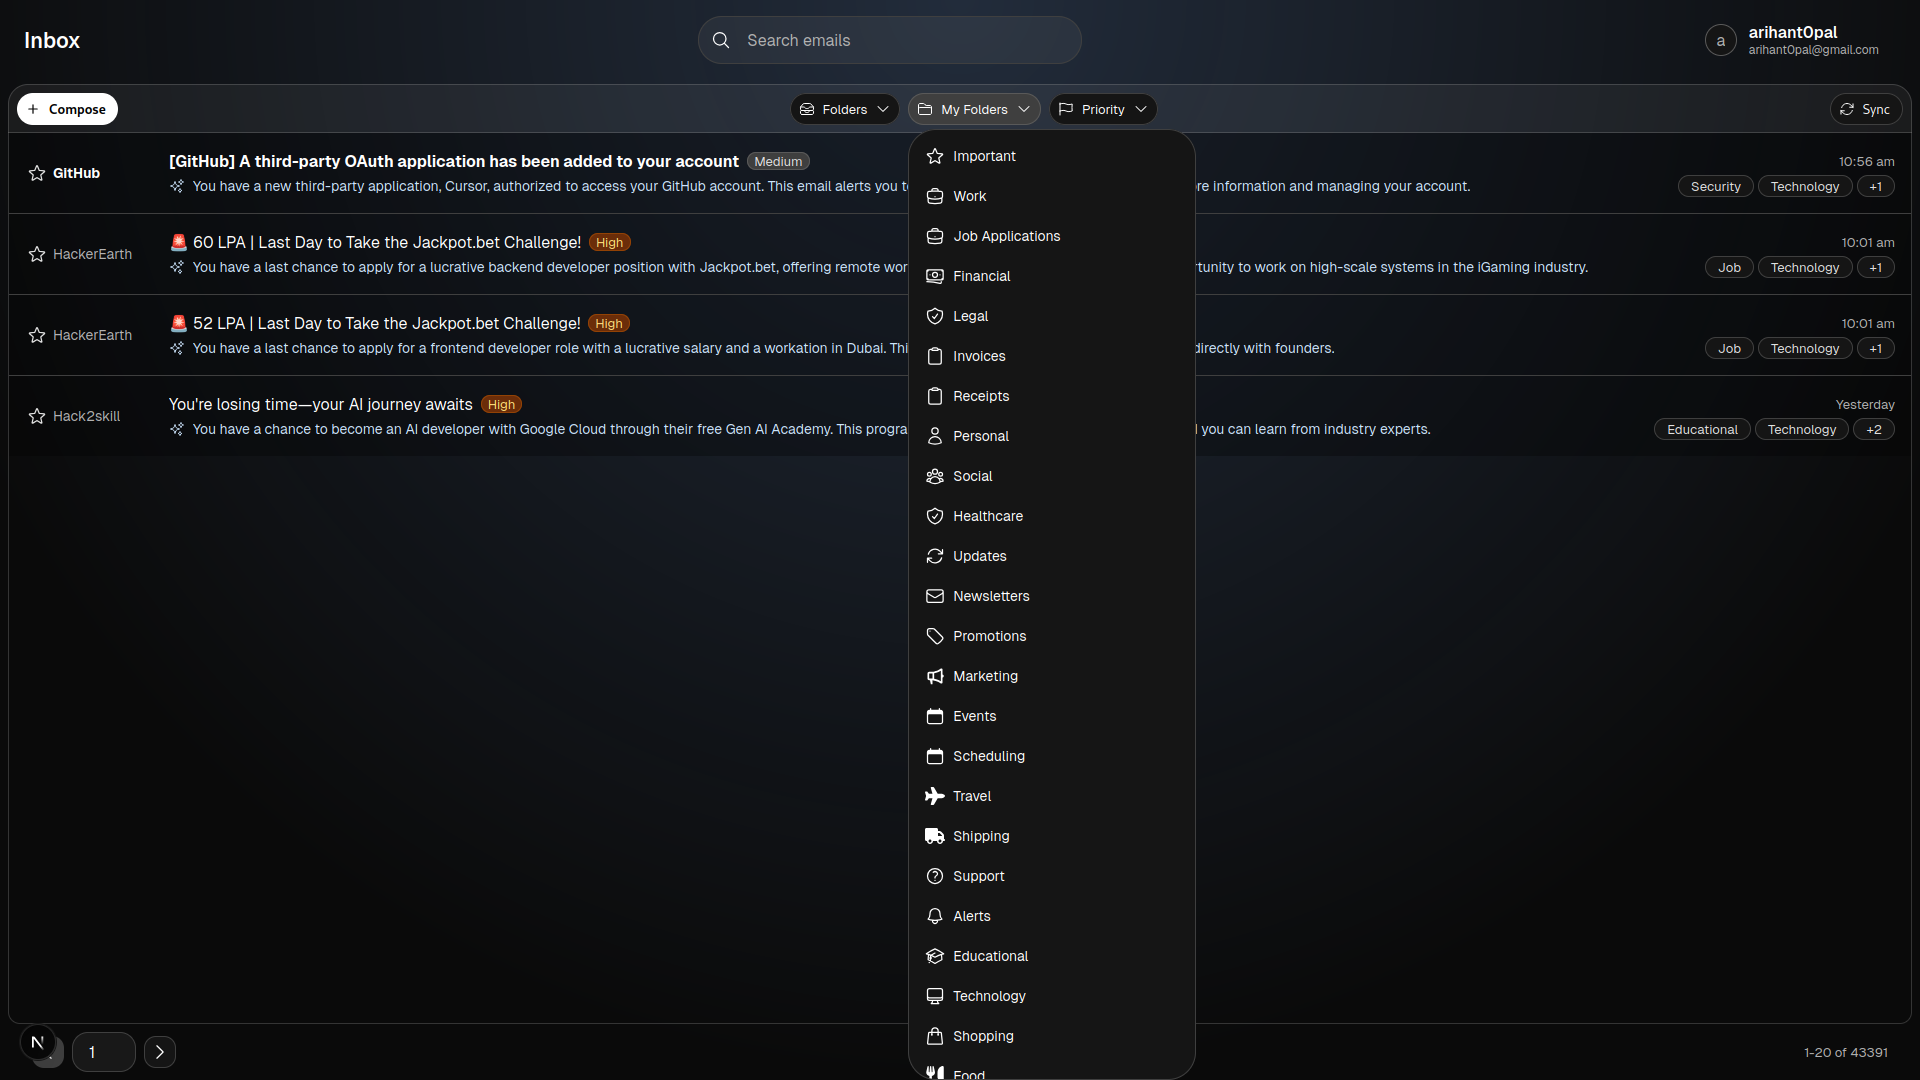 Inbox
Search emails
a
arihant0pal
arihant0pal@gmail.com
Compose
Folders
My Folders
Priority
Sync
GitHub
[GitHub] A third-party OAuth application has been added to your account
Medium
10:56 am
You have a new third-party application, Cursor, authorized to access your GitHub account. This email alerts you
information and managing your account.
Security
Technology
+1
HackerEarth
🚨 60 LPA | Last Day to Take the Jackpot.bet Challenge!
High
10:01 am
You have a last chance to apply for a lucrative backend developer position with Jackpot.bet, offering remote
to work on high-scale systems in the iGaming industry.
Job
Technology
+1
HackerEarth
🚨 52 LPA | Last Day to Take the Jackpot.bet Challenge!
High
10:01 am
You have a last chance to apply for a frontend developer role with a lucrative salary and a workation in Dubai.
directly with founders.
Job
Technology
+1
Hack2skill
You're losing time—your AI journey awaits
High
Yesterday
You have a chance to become an AI developer with Google Cloud through their free Gen AI Academy. This
you can learn from industry experts.
Educational
Technology
+2
Important
Work
Job Applications
Financial
Legal
Invoices
Receipts
Personal
Social
Healthcare
Updates
Newsletters
Promotions
Marketing
Events
Scheduling
Travel
Shipping
Support
Alerts
Educational
Technology
Shopping
Food
N
1
1-20 of 43391